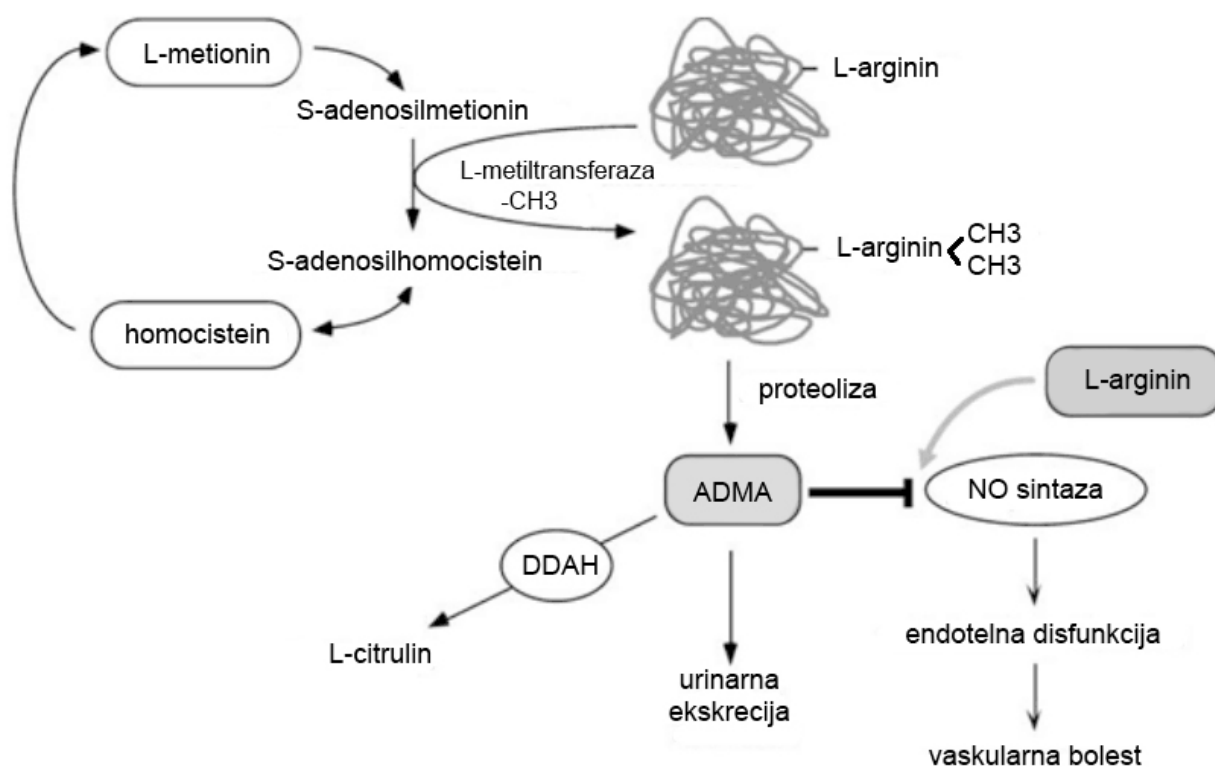 L-metionin
L-arginin
S-adenosilmetionin
L-metiltransferaza
-CH3
L-arginin
CH3
CH3
S-adenosilhomocistein
homocistein
proteoliza
L-arginin
ADMA
NO sintaza
DDAH
L-citrulin
endotelna disfunkcija
urinarna
ekskrecija
vaskularna bolest